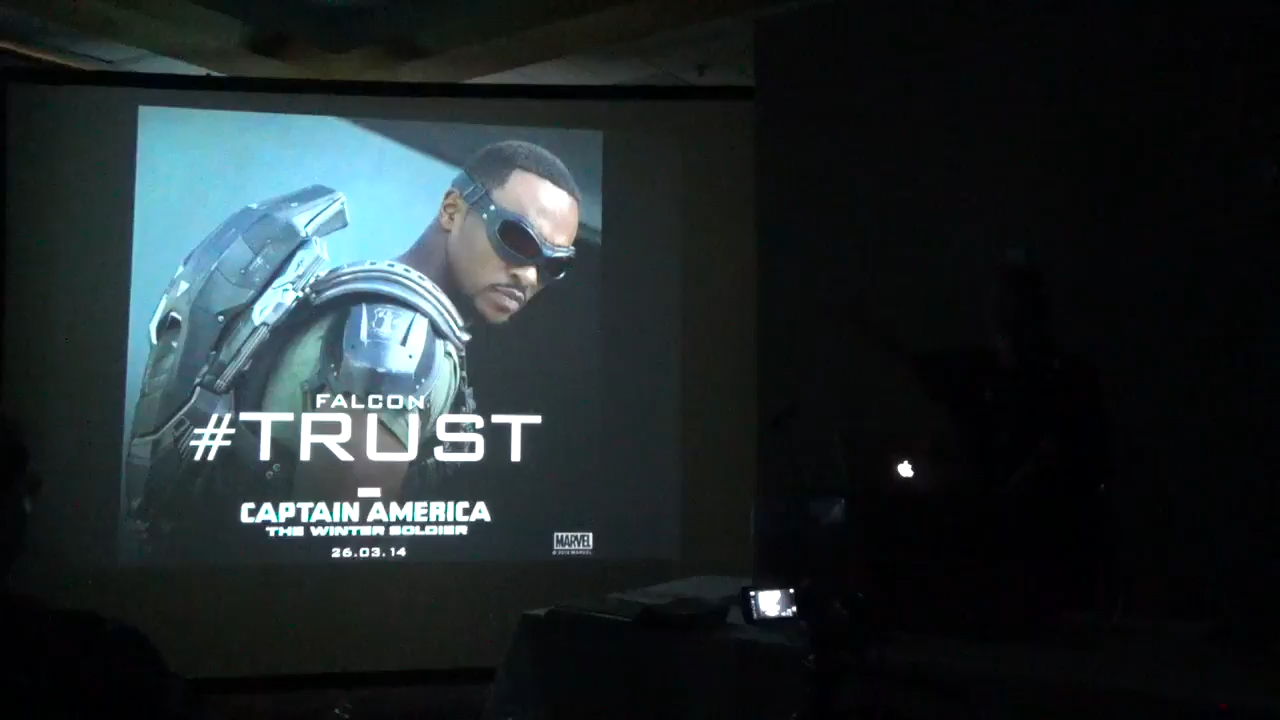 FALCON
#TRUST
CAPTAIN AMERICA
THE WINTER SOLDIER
26.03.14
MARVEL